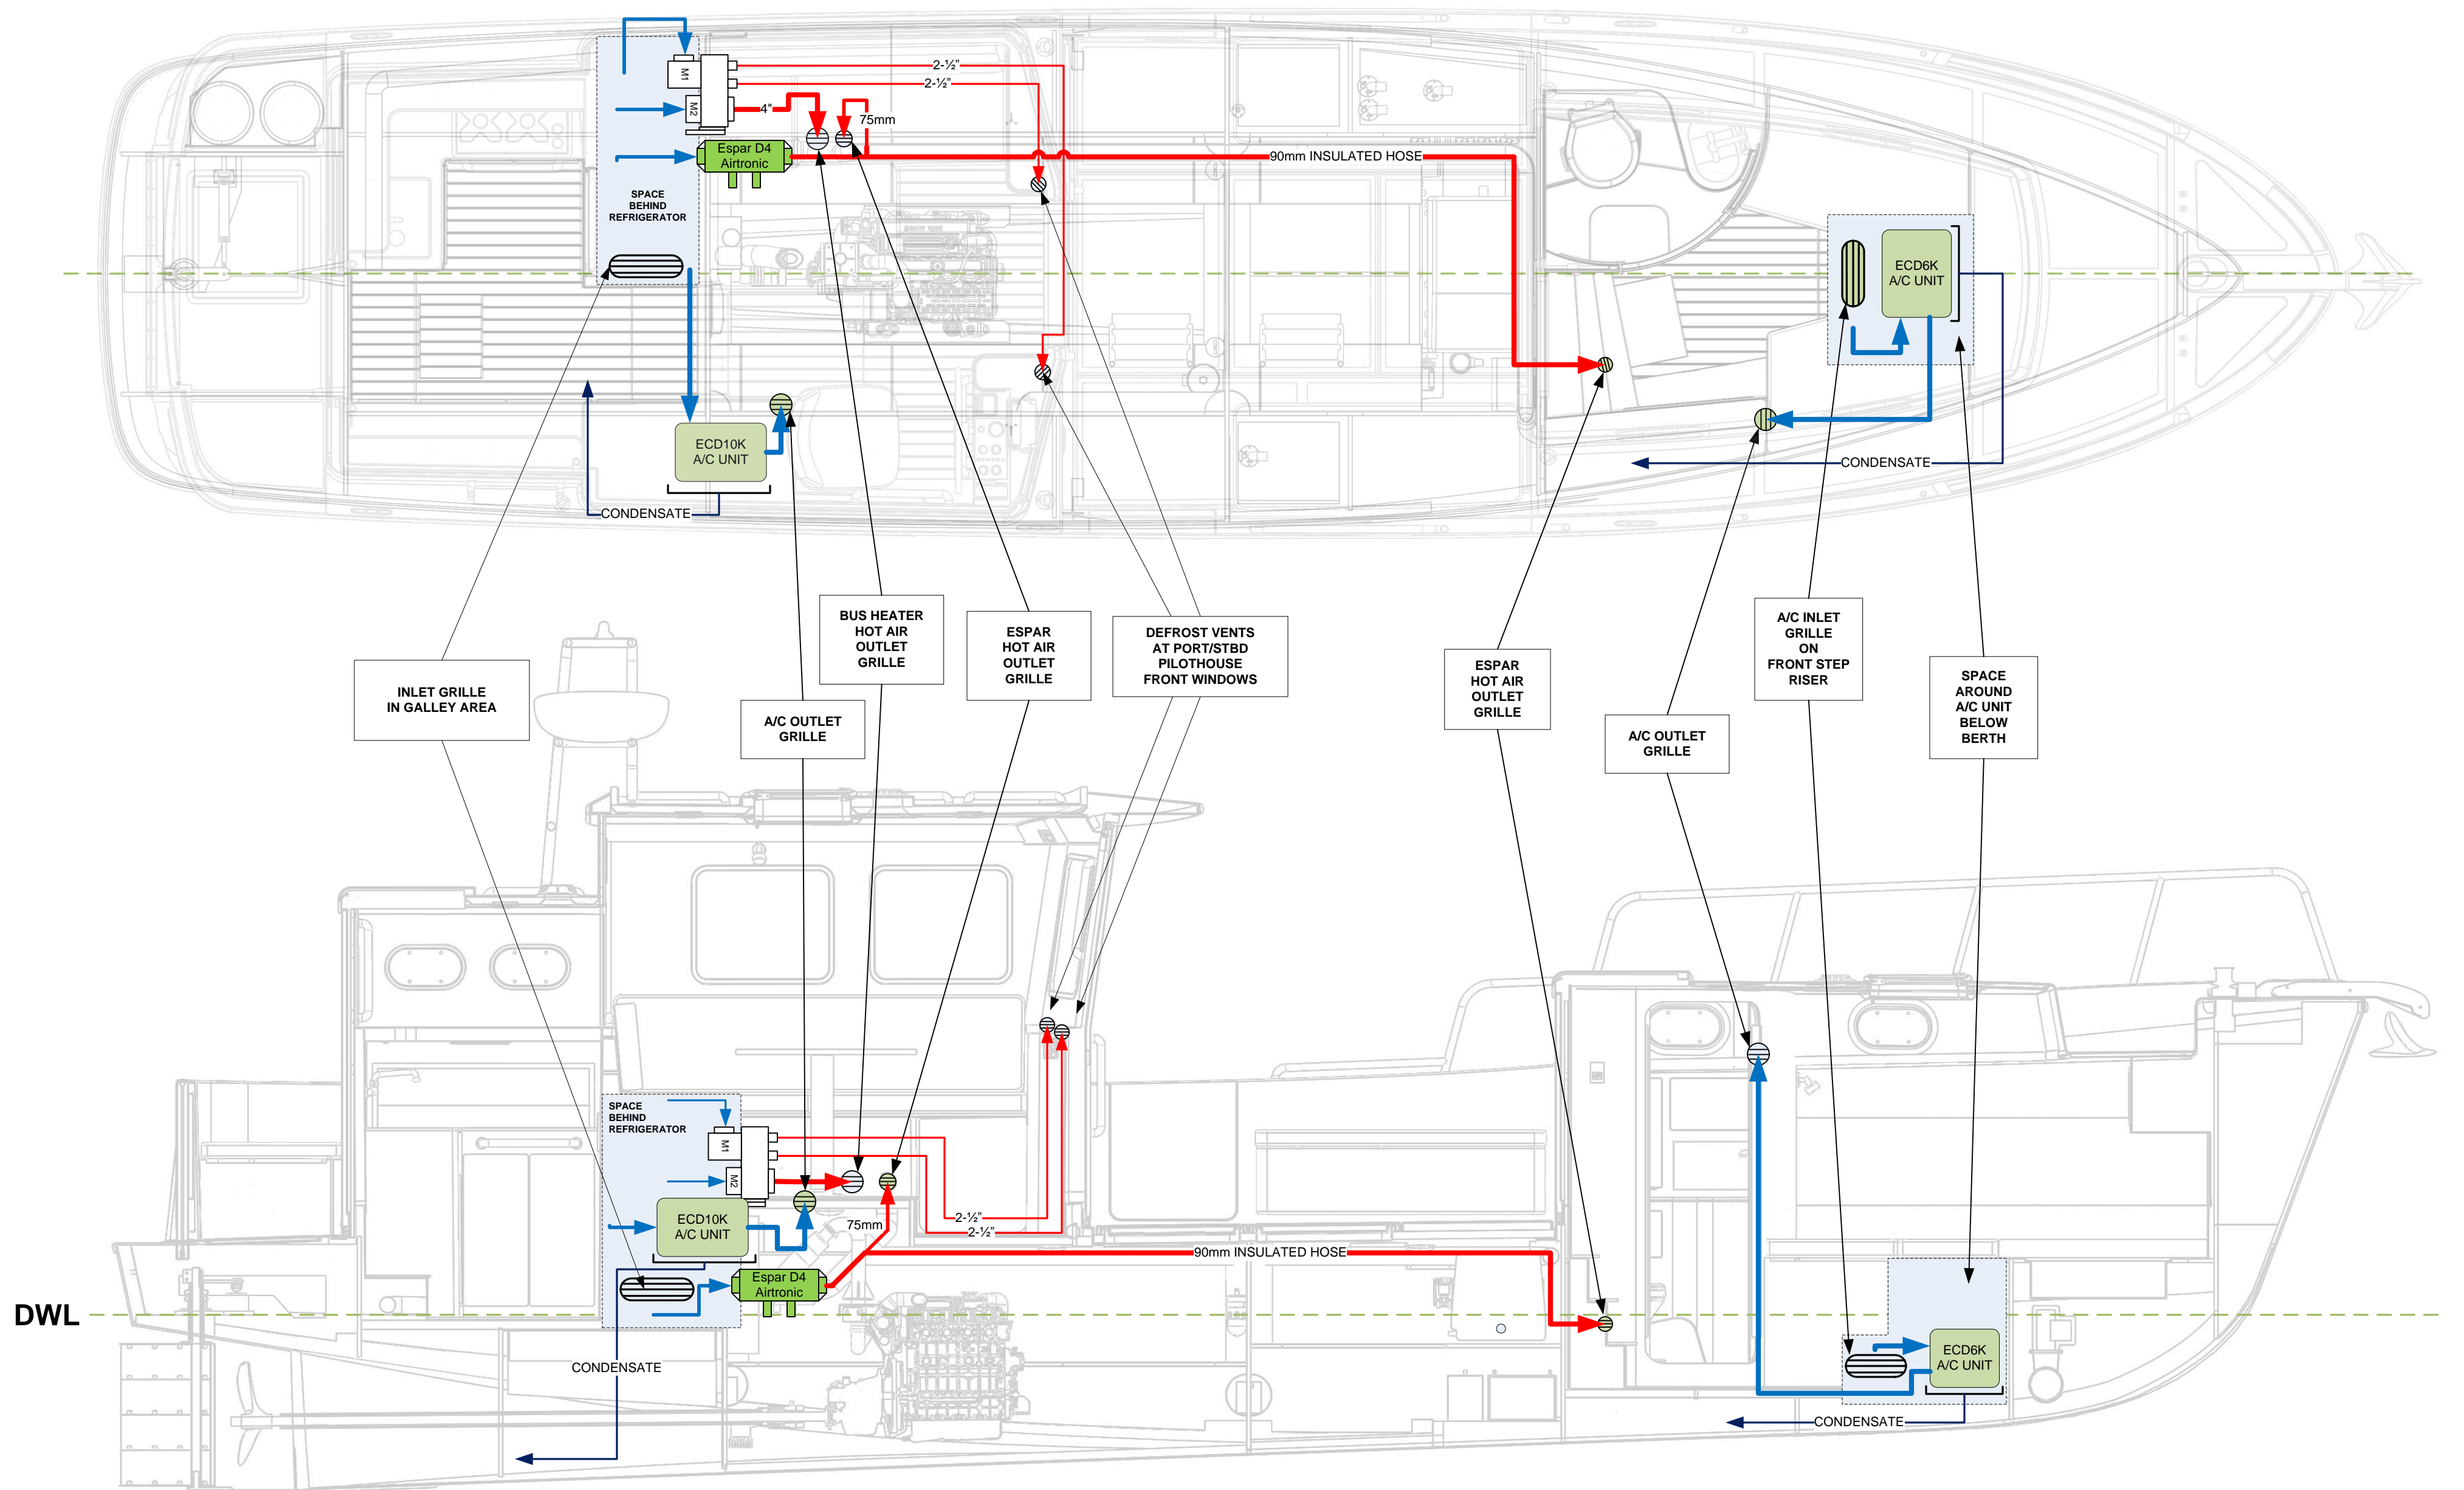 2-½”
2-½”
M1
M2
4"
75mm
Espar D4
Airtronic
90mm INSULATED HOSE
SPACE
BEHIND
REFRIGERATOR
ECD6K
A/C UNIT
ECD10K
A/C UNIT
CONDENSATE
CONDENSATE
INLET GRILLE
IN GALLEY AREA
A/C OUTLET
GRILLE
BUS HEATER
HOT AIR
OUTLET
GRILLE
ESPAR
HOT AIR
OUTLET
GRILLE
DEFROST VENTS
AT PORT/STBD
PILOTHOUSE
FRONT WINDOWS
ESPAR
HOT AIR
OUTLET
GRILLE
A/C OUTLET
GRILLE
A/C INLET
GRILLE
ON
FRONT STEP
RISER
SPACE
AROUND
A/C UNIT
BELOW
BERTH
SPACE
BEHIND
REFRIGERATOR
M1
M2
ECD10K
A/C UNIT
75mm
2-½”
2-½”
90mm INSULATED HOSE
Espar D4
Airtronic
DWL
CONDENSATE
ECD6K
A/C UNIT
CONDENSATE